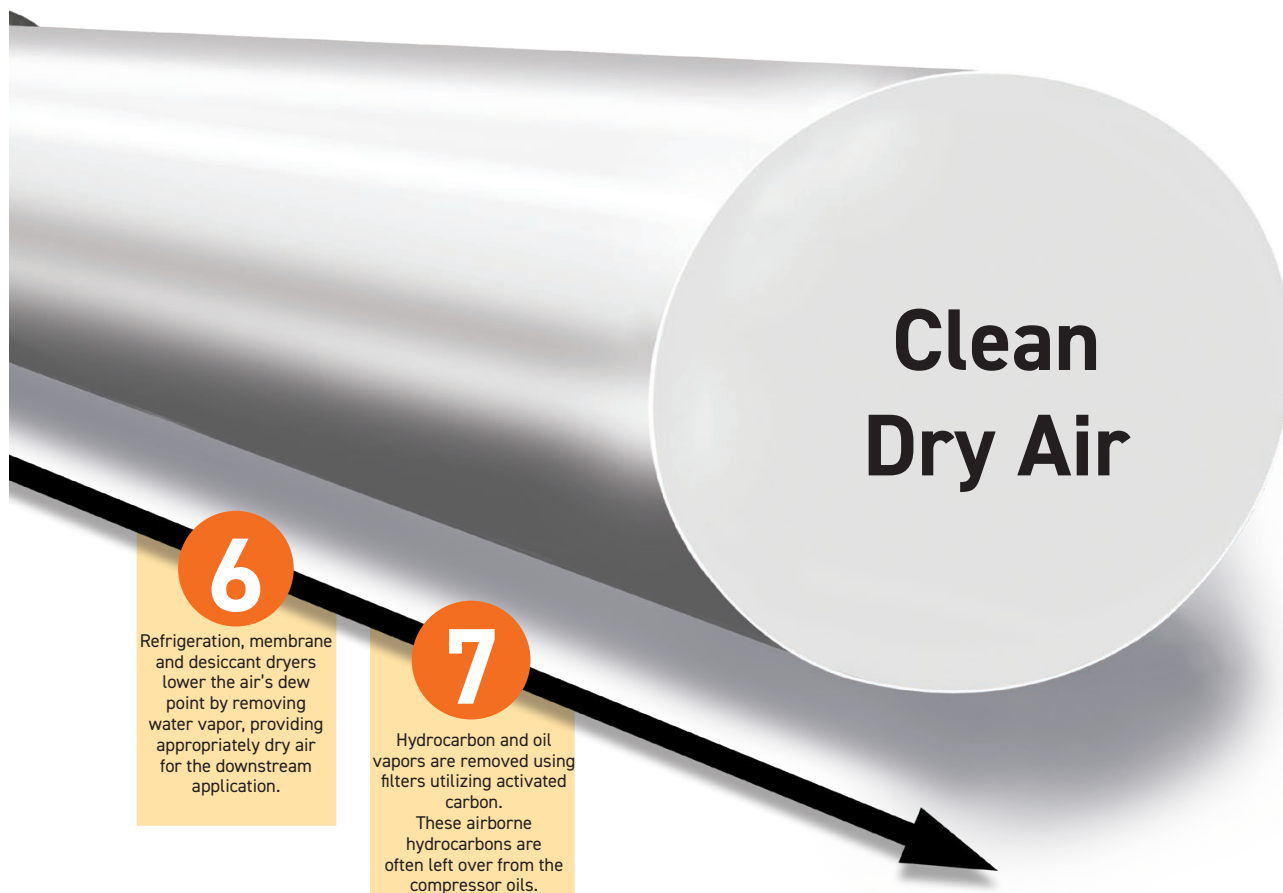 Clean
Dry Air
6
Refrigeration, membrane
and desiccant dryers
lower the air's dew
point by removing
water vapor, providing
appropriately dry air
for the downstream
application.
7
Hydrocarbon and oil
vapors are removed using
filters utilizing activated
carbon.
These airborne
hydrocarbons are
often left over from the
compressor oils.